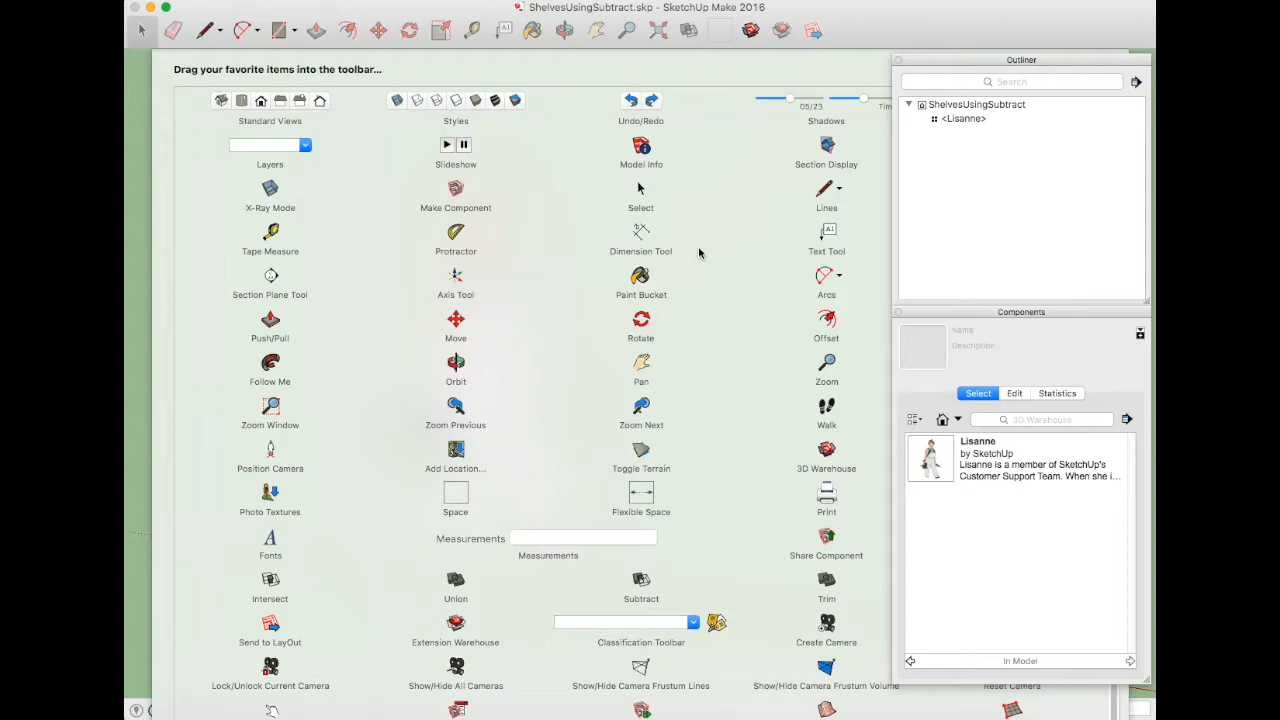 ShelvesUsingSubtract.skp - SketchUp Make 2016
A1
Drag your favorite items into the toolbar...
05/23 Tim
Standard Views Styles Undo/Redo Shadows
Layers Slideshow Model Info Section Display
X-Ray Mode Make Component Select Lines
A1
Tape Measure Protractor Dimension Tool Text Tool
Section Plane Tool Axis Tool Paint Bucket Arcs
Push/Pull Move Rotate Offset
Follow Me Orbit Pan Zoom
Zoom Window Zoom Previous Zoom Next Walk
Position Camera Add Location... Toggle Terrain 3D Warehouse
Photo Textures Space Flexible Space Print
A
Measurements
Fonts Measurements Share Component
Intersect Union Subtract Trim
Send to LayOut Extension Warehouse Classification Toolbar Create Camera
Lock/Unlock Current Camera Show/Hide All Cameras Show/Hide Camera Frustum Lines Show/Hide Camera Frustum Volume Reset Camera
Outliner
Search
ShelvesUsingSubtract
<Lisanne>
Components
Name
Description
Select Edit Statistics
3D Warehouse
Lisanne
by SketchUp
Lisanne is a member of SketchUp's
Customer Support Team. When she i...
In Model